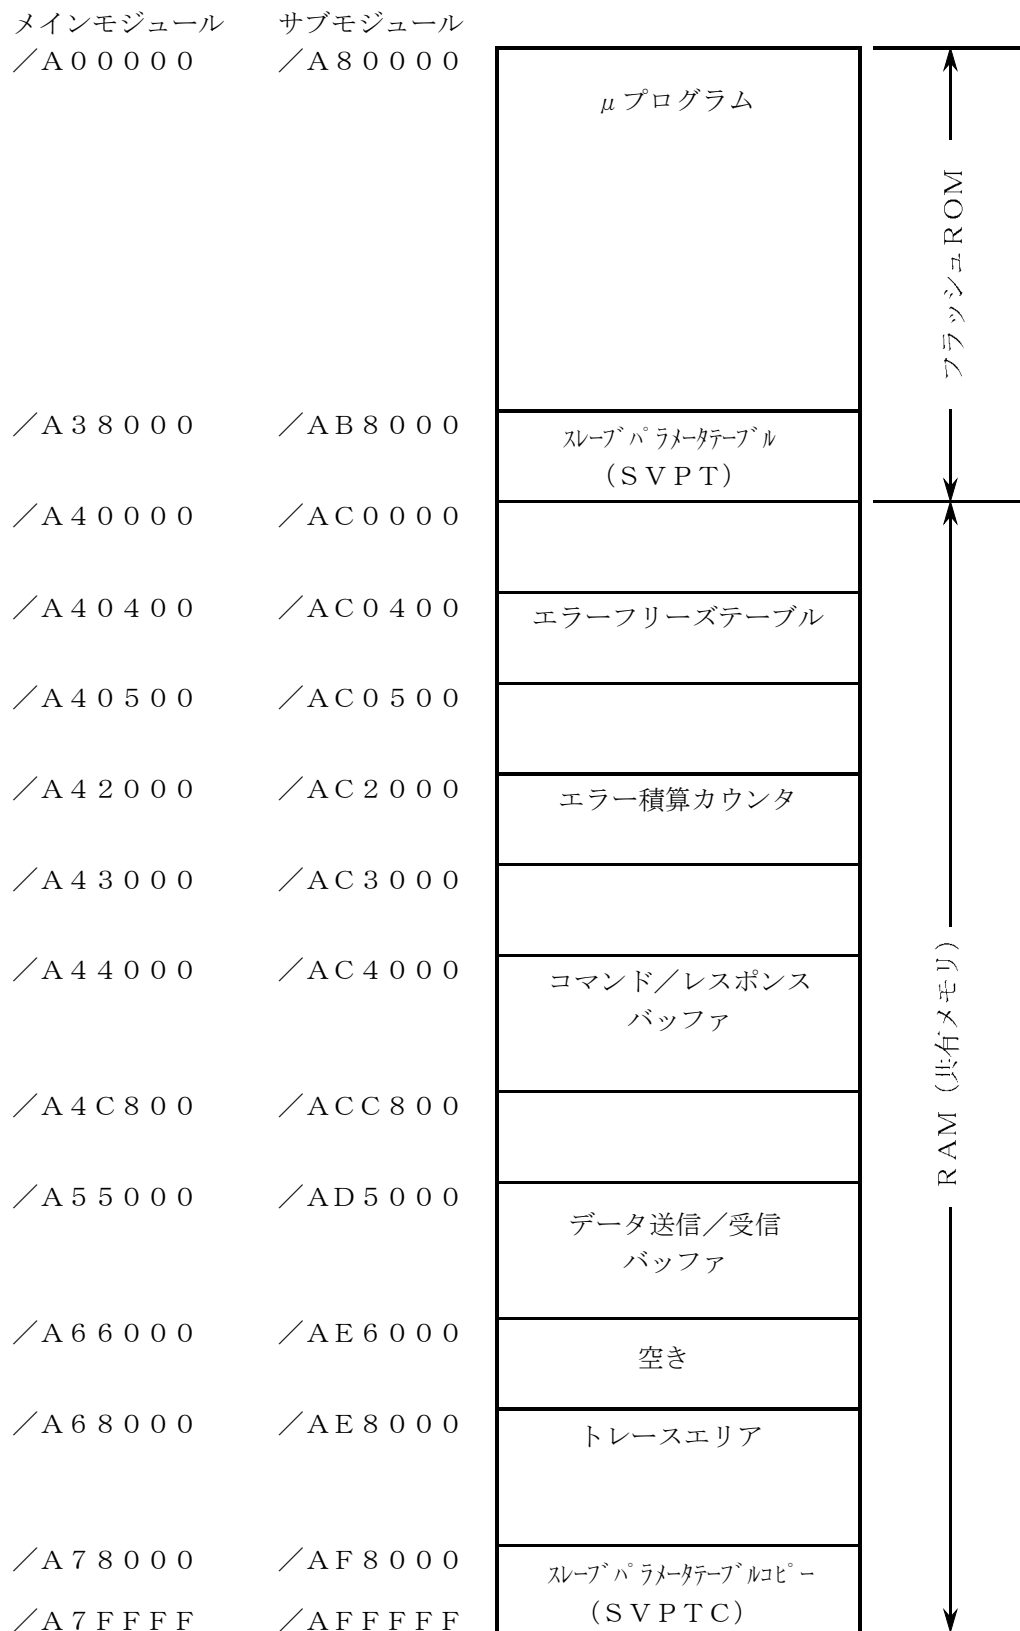 メインモジュール　サブモジュール
／Ａ０００００　／Ａ８００００
μプログラム
フラッシュＲＯＭ
／Ａ３８０００　／ＡＢ８０００
ｽﾚｰﾌﾞﾊﾟﾗﾒｰﾀﾃｰﾌﾞﾙ
（ＳＶＰＴ）
／Ａ４００００　／ＡＣ００００
／Ａ４０４００　／ＡＣ０４００
エラーフリーズテーブル
／Ａ４０５００　／ＡＣ０５００
／Ａ４２０００　／ＡＣ２０００
エラー積算カウンタ
／Ａ４３０００　／ＡＣ３０００
／Ａ４４０００　／ＡＣ４０００
コマンド／レスポンス
バッファ
ＲＡＭ（共有メモリ）
／Ａ４Ｃ８００　／ＡＣＣ８００
／Ａ５５０００　／ＡＤ５０００
データ送信／受信
バッファ
／Ａ６６０００　／ＡＥ６０００
空き
／Ａ６８０００　／ＡＥ８０００
トレースエリア
／Ａ７８０００　／ＡＦ８０００
ｽﾚｰﾌﾞﾊﾟﾗﾒｰﾀﾃｰﾌﾞﾙｺﾋﾟｰ
（ＳＶＰＴＣ）
／Ａ７ＦＦＦＦ　／ＡＦＦＦＦＦ